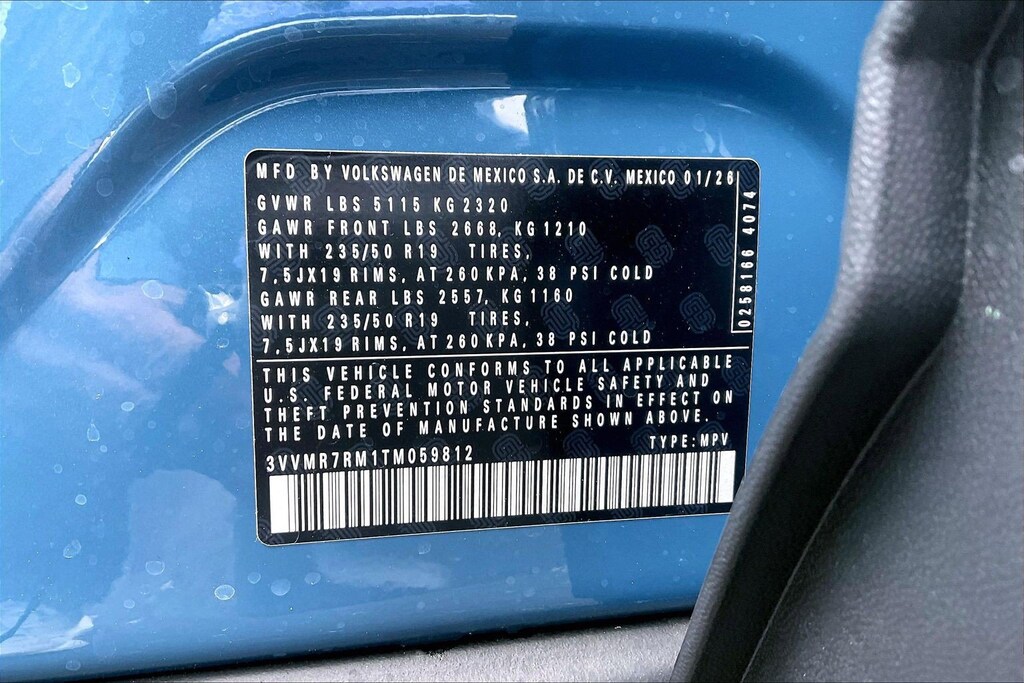 MFD BY VOLKSWAGEN DE MEXICO S.A. DE C.V. MEXICO 01/26
GVWR LBS 5115 KG 2320
GAWR FRONT LBS 2668, KG 1210
WITH 235/50 R19 TIRES,
7,5JX19 RIMS, AT 260 KPA, 38 PSI COLD
GAWR REAR LBS 2557, KG 1160
WITH 235/50 R19 TIRES,
7,5JX19 RIMS, AT 260 KPA, 38 PSI COLD
0258166 4074
THIS VEHICLE CONFORMS TO ALL APPLICABLE
U.S. FEDERAL MOTOR VEHICLE SAFETY AND
THEFT PREVENTION STANDARDS IN EFFECT ON
THE DATE OF MANUFACTURE SHOWN ABOVE.
3VVMR7RM1TM059812 TYPE: MPV